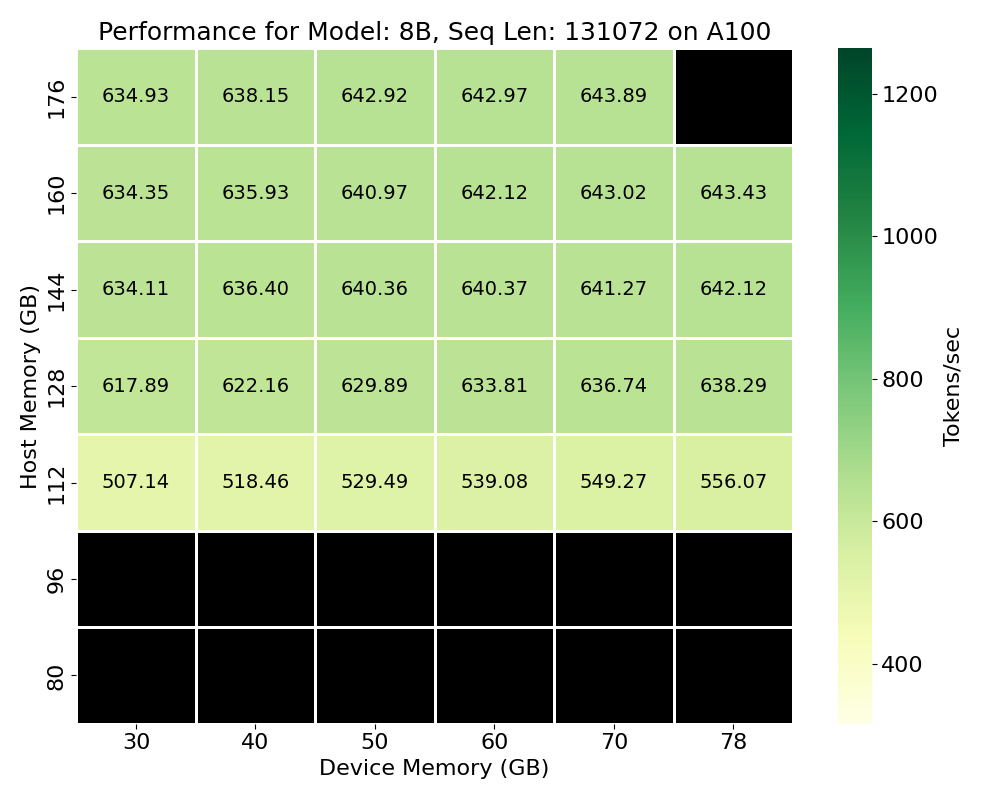 Performance for Model: 8B, Seq Len: 131072 on A100
176 634.93 638.15 642.92 642.97 643.89
160 634.35 635.93 640.97 642.12 643.02 643.43
144 634.11 636.40 640.36 640.37 641.27 642.12
128 617.89 622.16 629.89 633.81 636.74 638.29
112 507.14 518.46 529.49 539.08 549.27 556.07
96
80
30 40 50 60 70 78
Device Memory (GB)
Host Memory (GB)
1200
1000
800
600
400
Tokens/sec